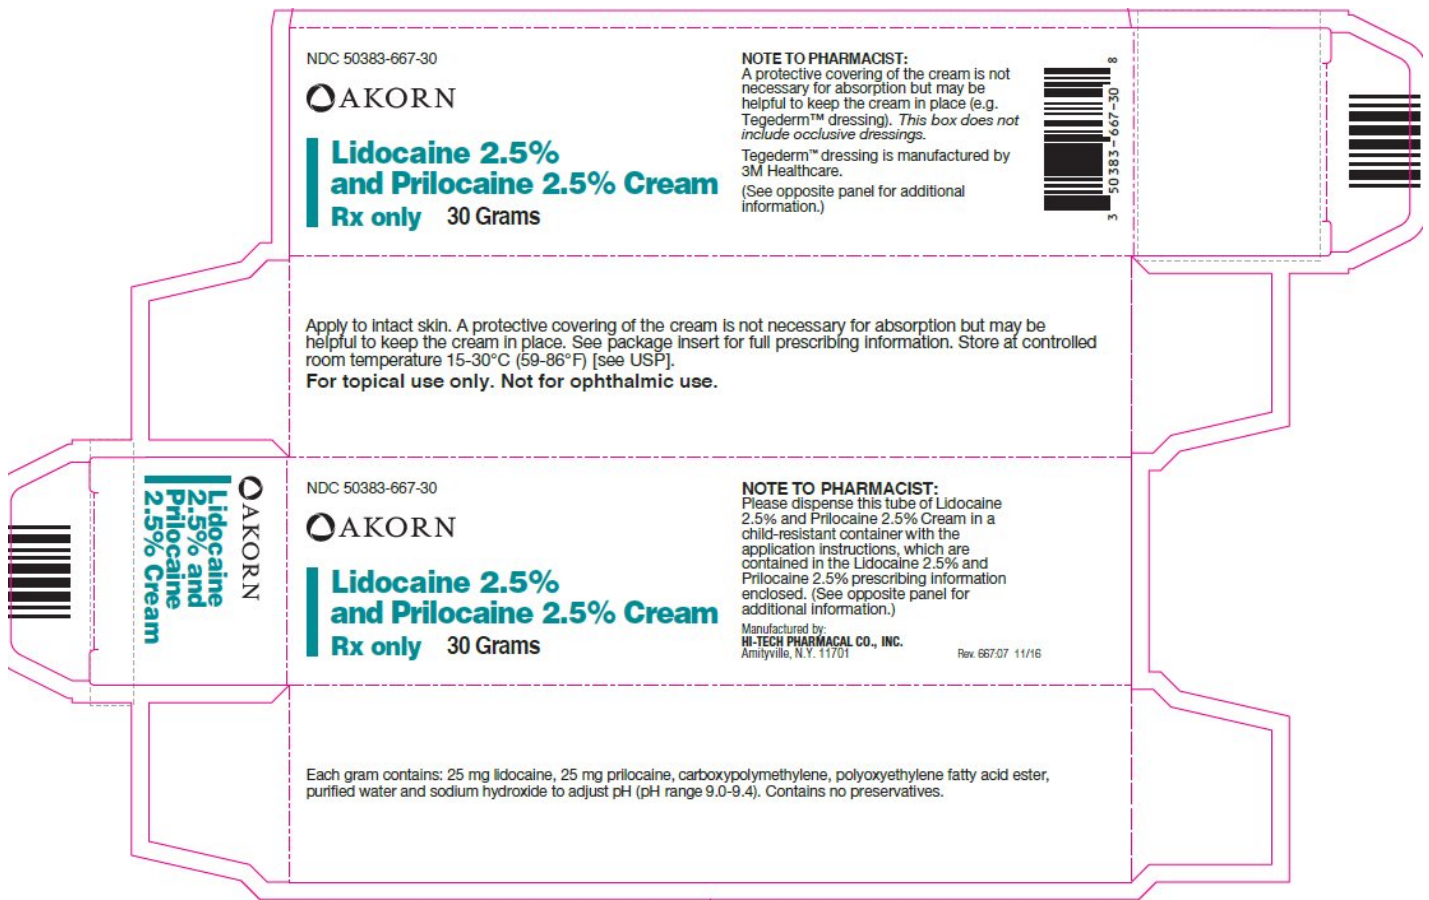 NDC 50383-667-30
AKORN
Lidocaine 2.5%
and Prilocaine 2.5% Cream
Rx only 30 Grams
NOTE TO PHARMACIST:
A protective covering of the cream is not
necessary for absorption but may be
helpful to keep the cream in place (e.g.
Tegederm™ dressing). This box does not
include occlusive dressings.
Tegederm™ dressing is manufactured by
3M Healthcare.
(See opposite panel for additional
information.)
3 50383-667-30 8
Apply to intact skin. A protective covering of the cream is not necessary for absorption but may be
helpful to keep the cream in place. See package insert for full prescribing information. Store at controlled
room temperature 15-30°C (59-86°F) [see USP].
For topical use only. Not for ophthalmic use.
AKORN
Lidocaine
2.5% and
Prilocaine
2.5% Cream
NDC 50383-667-30
AKORN
Lidocaine 2.5%
and Prilocaine 2.5% Cream
Rx only 30 Grams
NOTE TO PHARMACIST:
Please dispense this tube of Lidocaine
2.5% and Prilocaine 2.5% Cream in a
child-resistant container with the
application instructions, which are
contained in the Lidocaine 2.5% and
Prilocaine 2.5% prescribing information
enclosed. (See opposite panel for
additional information.)
Manufactured by:
HI-TECH PHARMACAL CO., INC.
Amityville, N.Y. 11701 Rev. 667:07 11/16
Each gram contains: 25 mg lidocaine, 25 mg prilocaine, carboxypolymethylene, polyoxyethylene fatty acid ester,
purified water and sodium hydroxide to adjust pH (pH range 9.0-9.4). Contains no preservatives.